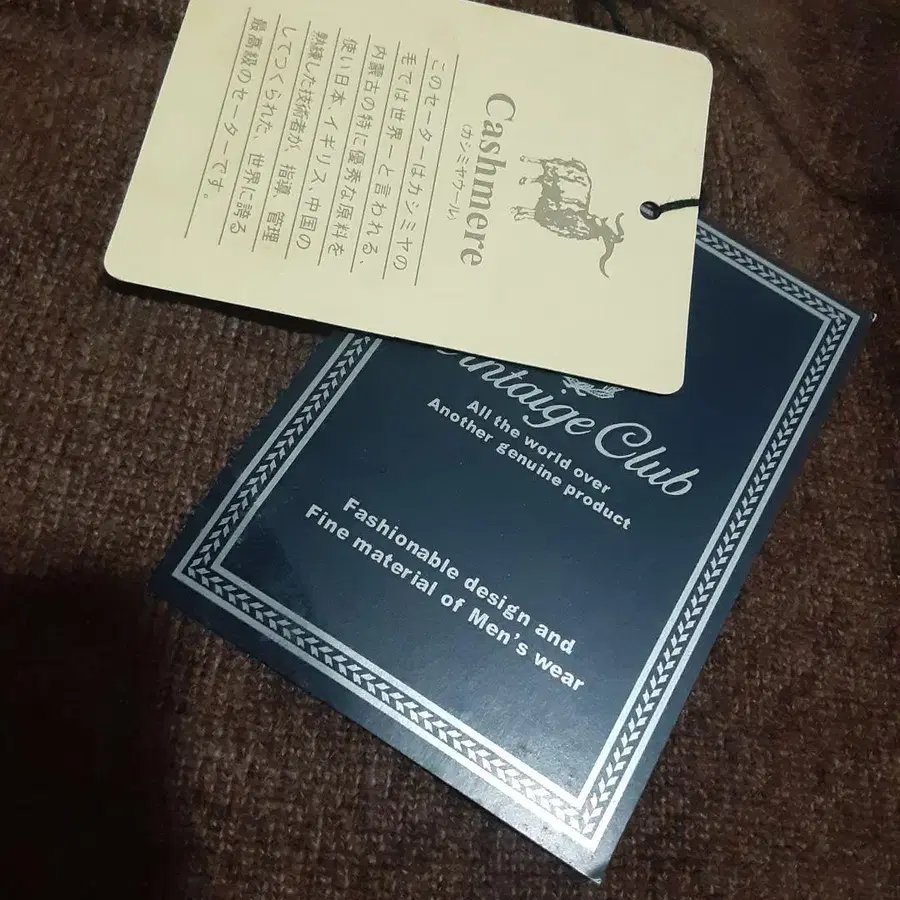 Cashmere
(カシミヤウール)
このセーターはカシミヤの
毛では世界一と言われる、
内蒙古の特に優秀な原料を
使い日本、イギリス、中国の
熟練した技術者が、指導、管理
してつくられた、世界に誇る
最高級のセーターです。
intaige Club
All the world over
Another genuine product
Fashionable design and
Fine material of Men's wear